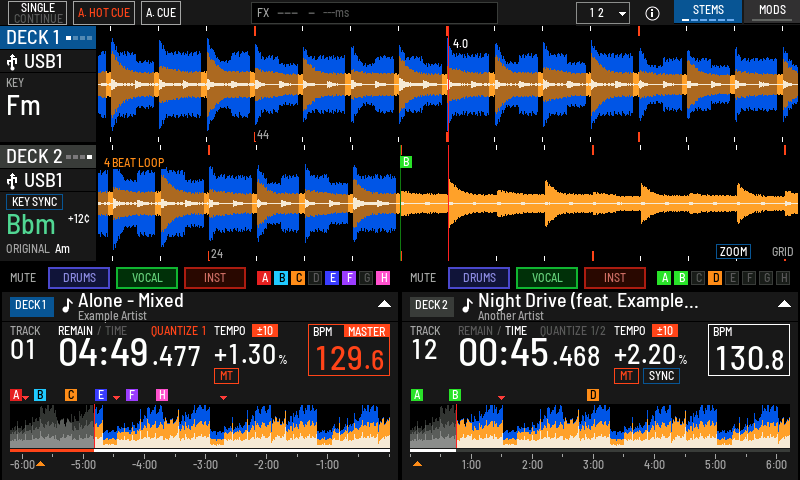 SINGLE
CONTINUE
A. HOT CUE
A. CUE
FX --- - ---ms
1 2
STEMS
MODS
DECK 1
USB1
KEY
Fm
4.0
44
DECK 2
USB1
KEY SYNC
Bbm +12¢
ORIGINAL Am
4 BEAT LOOP
B
24
ZOOM
GRID
MUTE DRUMS VOCAL INST A B C D E F G H
MUTE DRUMS VOCAL INST A B C D E F G H
DECK 1 Alone - Mixed
Example Artist
TRACK 01
REMAIN / TIME QUANTIZE 1
04:49.477
TEMPO ±10
+1.30%
MT
BPM MASTER
129.6
A B C E F H
-6:00 -5:00 -4:00 -3:00 -2:00 -1:00
DECK 2 Night Drive (feat. Example...
Another Artist
TRACK 12
REMAIN / TIME QUANTIZE 1/2
00:45.468
TEMPO ±10
+2.20%
MT SYNC
BPM
130.8
A B D
1:00 2:00 3:00 4:00 5:00 6:00